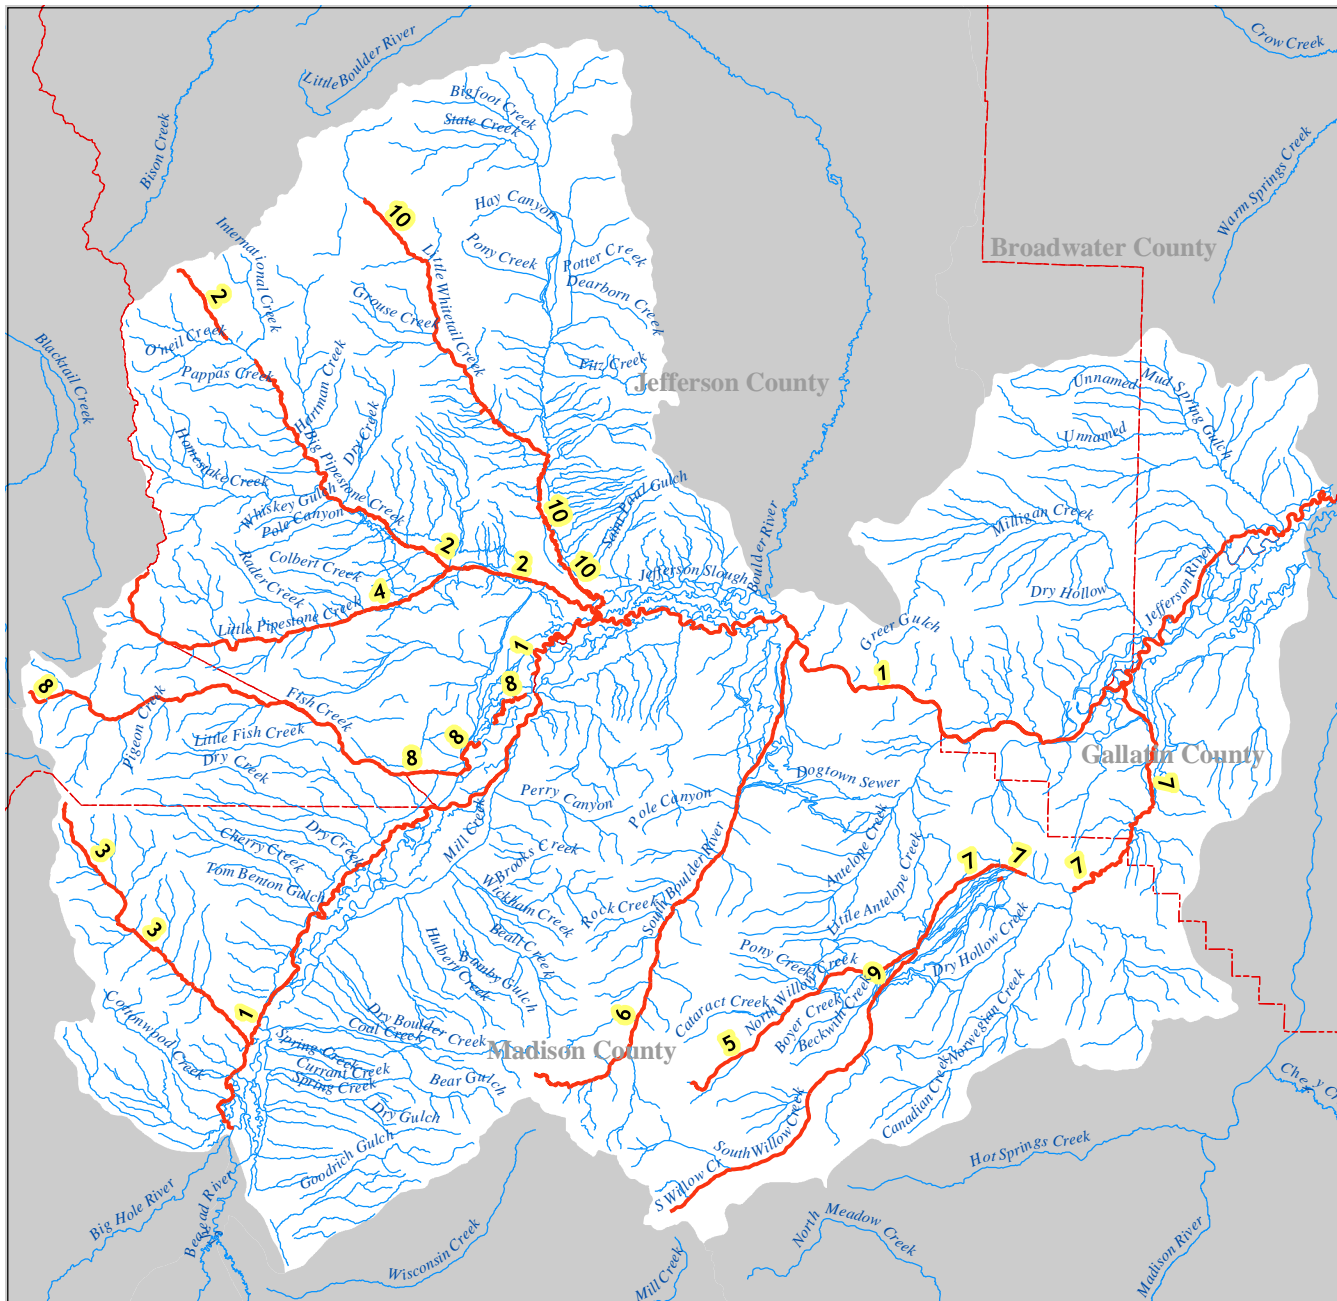 Crow Creek
Little Boulder River
Bigfoot Creek
State Creek
Bison Creek
Warm Springs Creek
Hay Canyon
10
International Creek
Little Whitetail Creek
Pony Creek
Potter Creek
Broadwater County
Dearborn Creek
2
Grouse Creek
O'neil Creek
Blacktail Creek
Pappas Creek
Fitz Creek
Jefferson County
Unnamed
Mud Spring Gulch
Hartman Creek
Dry Creek
Unnamed
Homestake Creek
Big Pipestone Creek
Whiskey Gulch
Pole Canyon
Saint Paul Gulch
10
Milligan Creek
Boulder River
2
2
10
Colbert Creek
Rader Creek
Jefferson Slough
4
Dry Hollow
Jefferson River
Little Pipestone Creek
Greer Gulch
1
1
8
8
Fish Creek
Pigeon Creek
Little Fish Creek
8
8
Dry Creek
Gallatin County
7
Dogtown Sewer
Perry Canyon
Pole Canyon
Mill Creek
Dry Creek
Cherry Creek
3
Tom Benton Gulch
Brooks Creek
Wickham Creek
Antelope Creek
Little Antelope Creek
7
7
7
Rock Creek
South Boulder River
3
Hulbert Creek
Beall Creek
Bamby Gulch
Pony Creek
North Willow Creek
9
Dry Hollow Creek
Cottonwood Creek
1
Dry Boulder Creek
Coal Creek
6
Cataract Creek
Boyer Creek
Beckwith Creek
Norwegian Creek
5
Madison County
Spring Creek
Currant Creek
Spring Creek
Bear Gulch
Canadian Creek
Dry Gulch
Goodrich Gulch
South Willow Creek
S Willow Cr
Hot Springs Creek
Big Hole River
Wisconsin Creek
Mill Creek
North Meadow Creek
Madison River